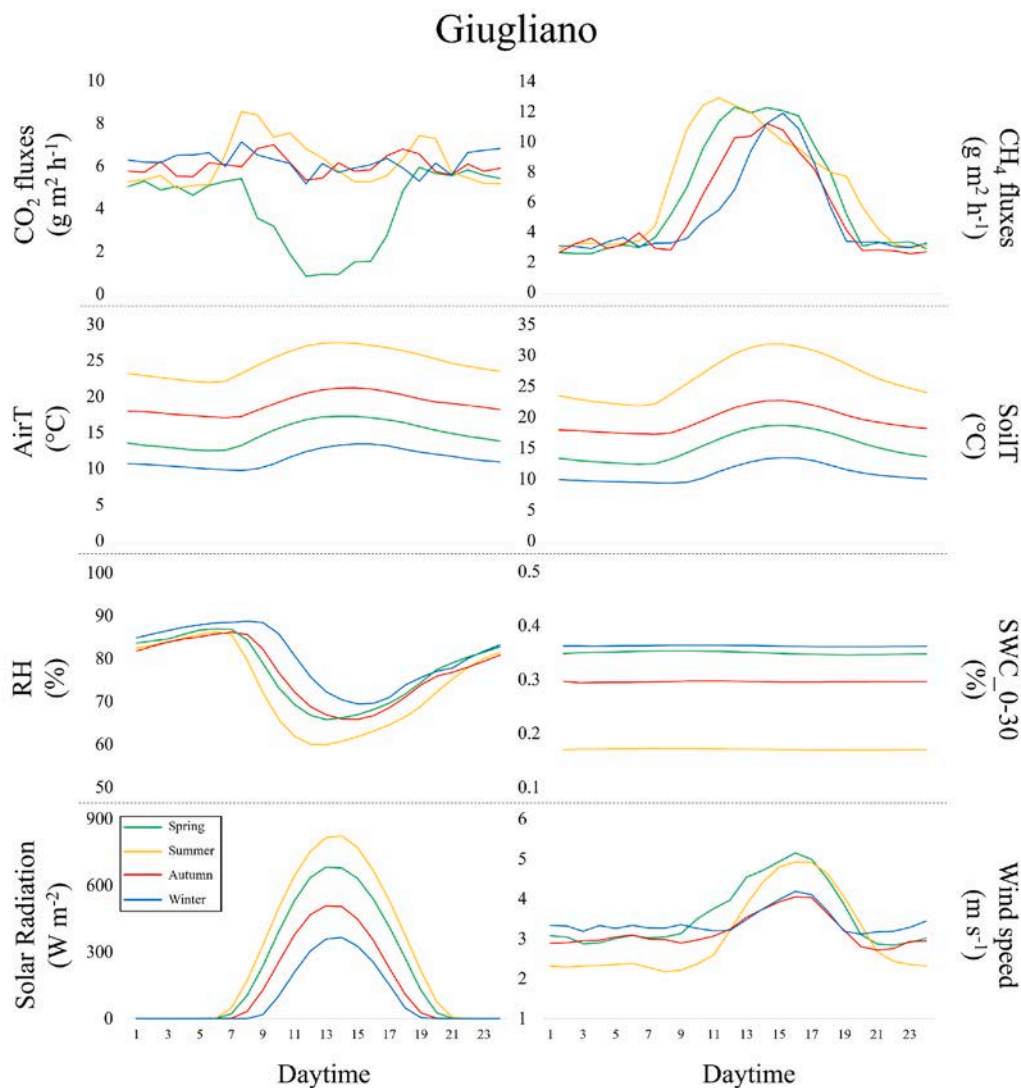 Giugliano
CO2 fluxes
(g m² h⁻¹)
10
8
6
4
2
0
14
12
10
8
6
4
2
0
CH4 fluxes
(g m² h⁻¹)
AirT
(°C)
30
25
20
15
10
5
0
35
30
25
20
15
10
5
0
SoilT
(°C)
RH
(%)
100
90
80
70
60
50
0.5
0.4
0.3
0.2
0.1
SWC_0-30
(%)
Solar Radiation
(W m⁻²)
900
600
300
0
Spring
Summer
Autumn
Winter
6
5
4
3
2
1
Wind speed
(m s⁻¹)
1 3 5 7 9 11 13 15 17 19 21 23
1 3 5 7 9 11 13 15 17 19 21 23
Daytime
Daytime